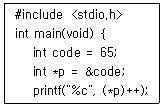 #include <stdio.h>
int main(void) {
int code = 65;
int *p = &code;
printf("%c", (*p)++);